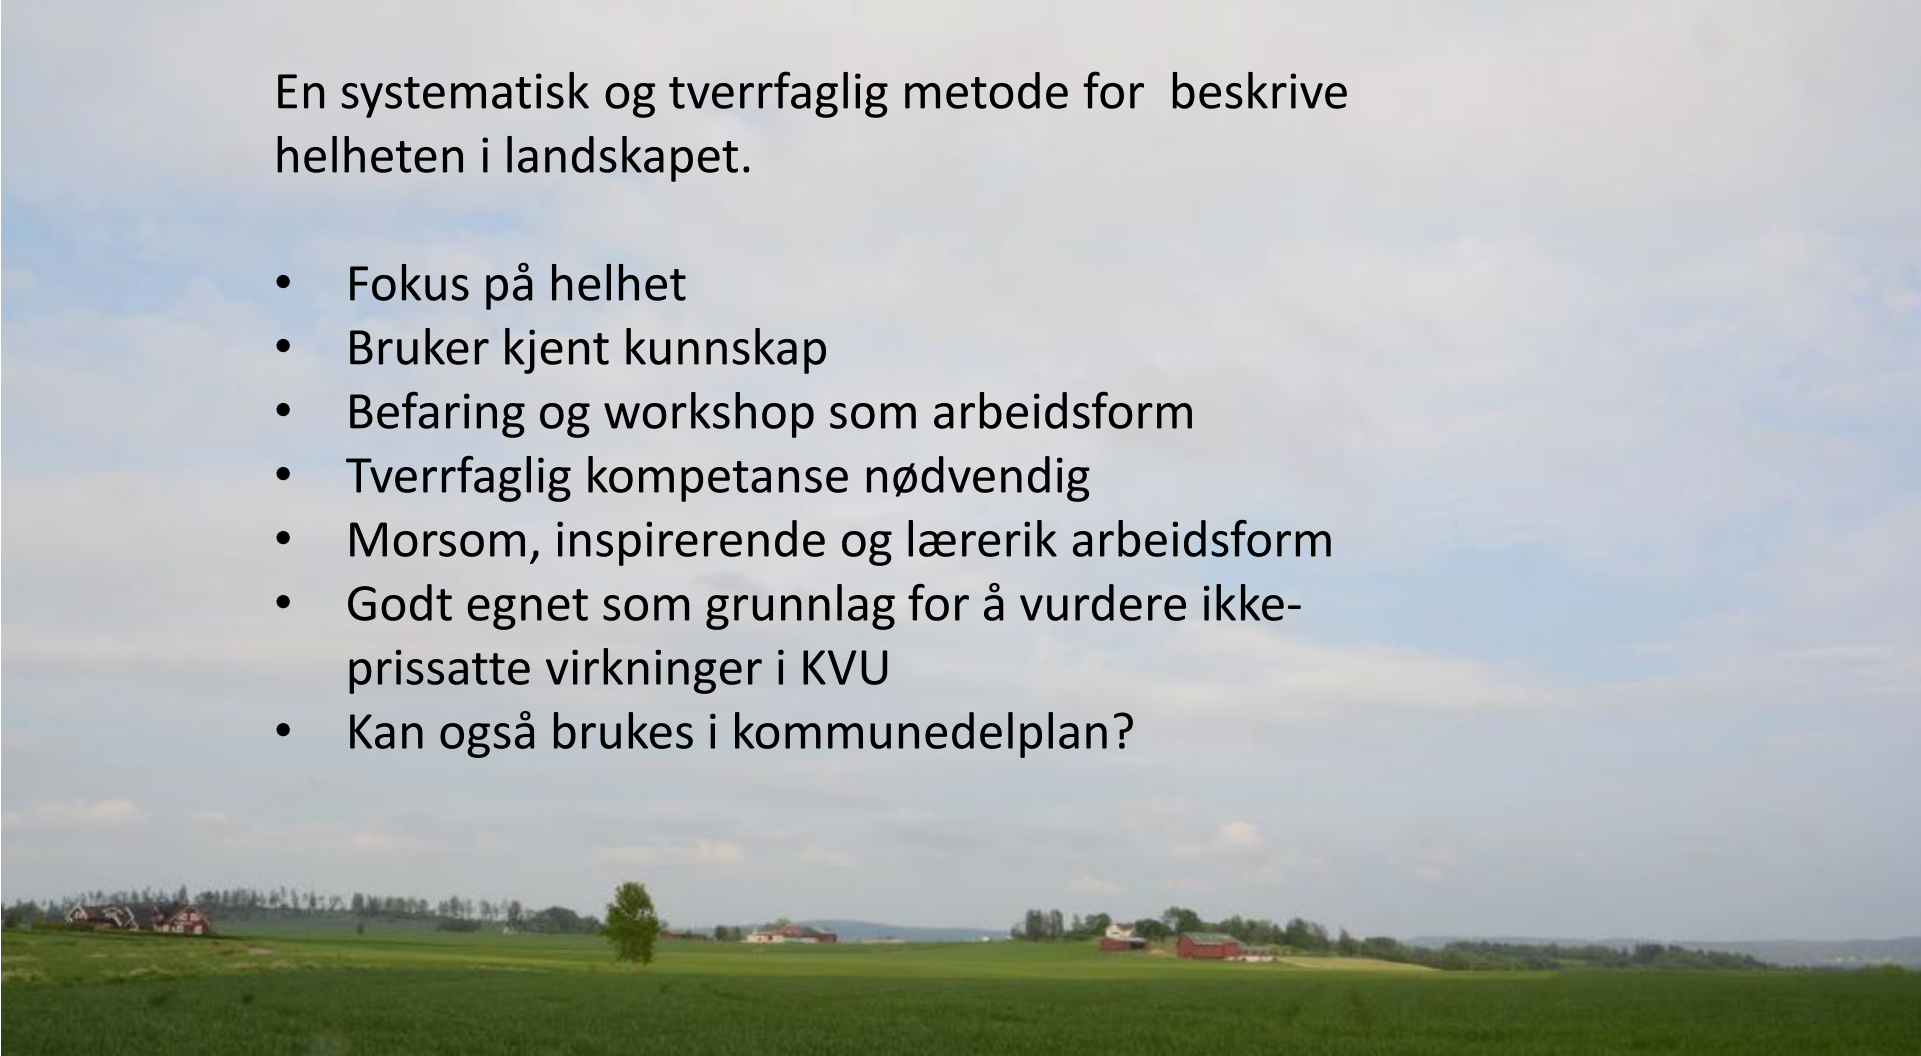 En systematisk og tverrfaglig metode for  beskrive
helheten i landskapet.
• Fokus på helhet
• Bruker kjent kunnskap
• Befaring og workshop som arbeidsform
• Tverrfaglig kompetanse nødvendig
• Morsom, inspirerende og lærerik arbeidsform
• Godt egnet som grunnlag for å vurdere ikke-
prissatte virkninger i KVU
• Kan også brukes i kommunedelplan?